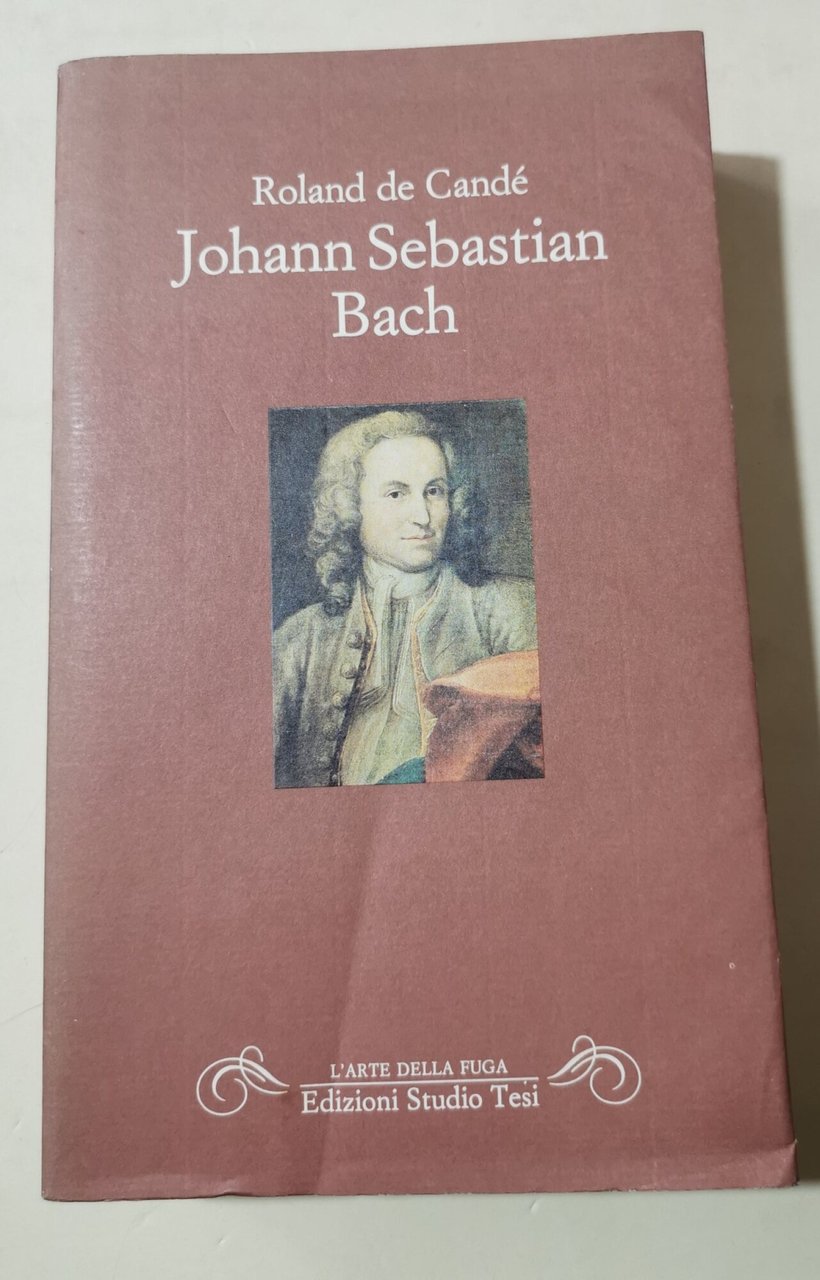 Roland de Candé
Johann Sebastian
Bach
L'ARTE DELLA FUGA
Edizioni Studio Tesi